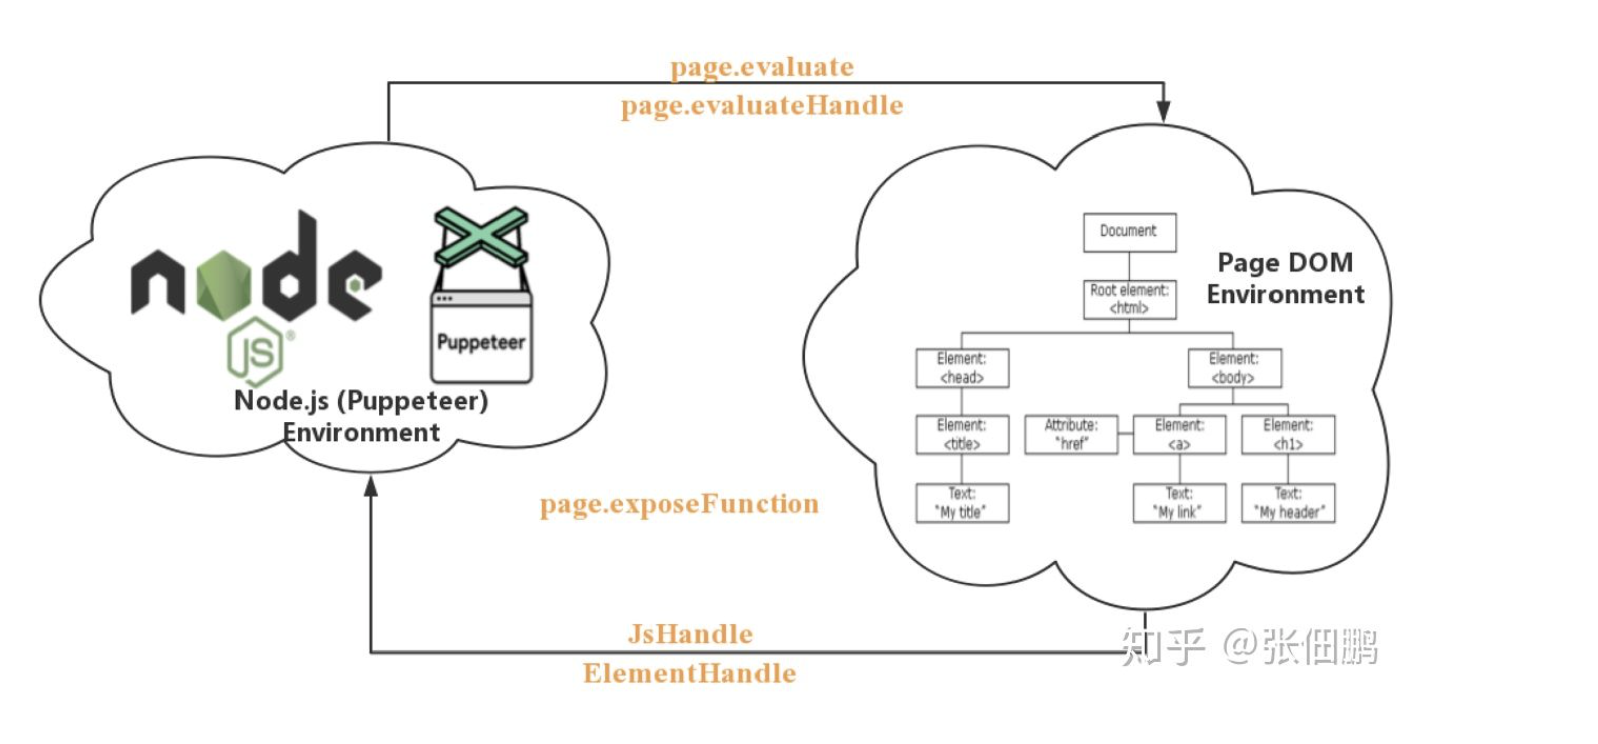 page.evaluate
page.evaluateHandle
node
JS
®
Puppeteer
Node.js (Puppeteer)
Environment
Document
Page DOM
Environment
Root element:
<html>
Element:
<head>
Element:
<body>
Element:
<title>
Attribute:
"href"
Element:
<a>
Element:
<h1>
Text:
"My title"
Text:
"My link"
Text:
"My header"
page.exposeFunction
JsHandle
ElementHandle
知乎 @张佃鹏